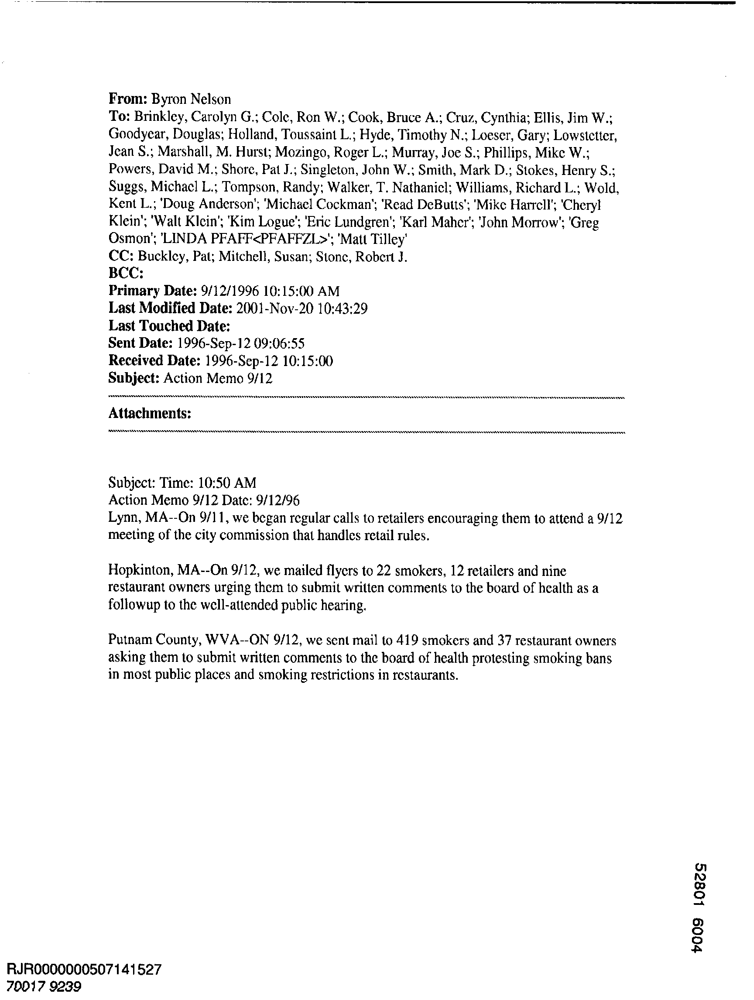 From: Byron Nelson
To: Brinkley, Carolyn G.; Cole, Ron W.; Cook, Bruce A.; Cruz, Cynthia; Ellis, Jim W.;
Goodyear, Douglas; Holland, Toussaint L.; Hyde, Timothy N.; Loeser, Gary; Lowstetter,
Jean S.; Marshall, M. Hurst; Mozingo, Roger L.; Murray, Joe S.; Phillips, Mike W.;
Powers, David M.; Shore, Pat J.; Singleton, John W.; Smith, Mark D.; Stokes, Henry S.;
Suggs, Michael L.; Tompson, Randy; Walker, T. Nathaniel; Williams, Richard L.; Wold,
Kent L.; 'Doug Anderson'; 'Michael Cockman'; 'Read DeButts'; 'Mike Harrell'; 'Cheryl
Klein'; 'Walt Klein'; 'Kim Logue'; 'Eric Lundgren'; 'Karl Maher'; 'John Morrow'; 'Greg
Osmon'; 'LINDA PFAFF<PFAFFZL>'; 'Matt Tilley'
CC: Buckley, Pat; Mitchell, Susan; Stone, Robert J.
BCC:
Primary Date: 9/12/1996 10:15:00 AM
Last Modified Date: 2001-Nov-20 10:43:29
Last Touched Date:
Sent Date: 1996-Sep-12 09:06:55
Received Date: 1996-Sep-12 10:15:00
Subject: Action Memo 9/12
Attachments:
Subject: Time: 10:50 AM
Action Memo 9/12 Date: 9/12/96
Lynn, MA--On 9/11, we began regular calls to retailers encouraging them to attend a 9/12
meeting of the city commission that handles retail rules.
Hopkinton, MA--On 9/12, we mailed flyers to 22 smokers, 12 retailers and nine
restaurant owners urging them to submit written comments to the board of health as a
followup to the well-attended public hearing.
Putnam County, WVA--ON 9/12, we sent mail to 419 smokers and 37 restaurant owners
asking them to submit written comments to the board of health protesting smoking bans
in most public places and smoking restrictions in restaurants.
52801 6004
RJR0000000507141527
70017 9239